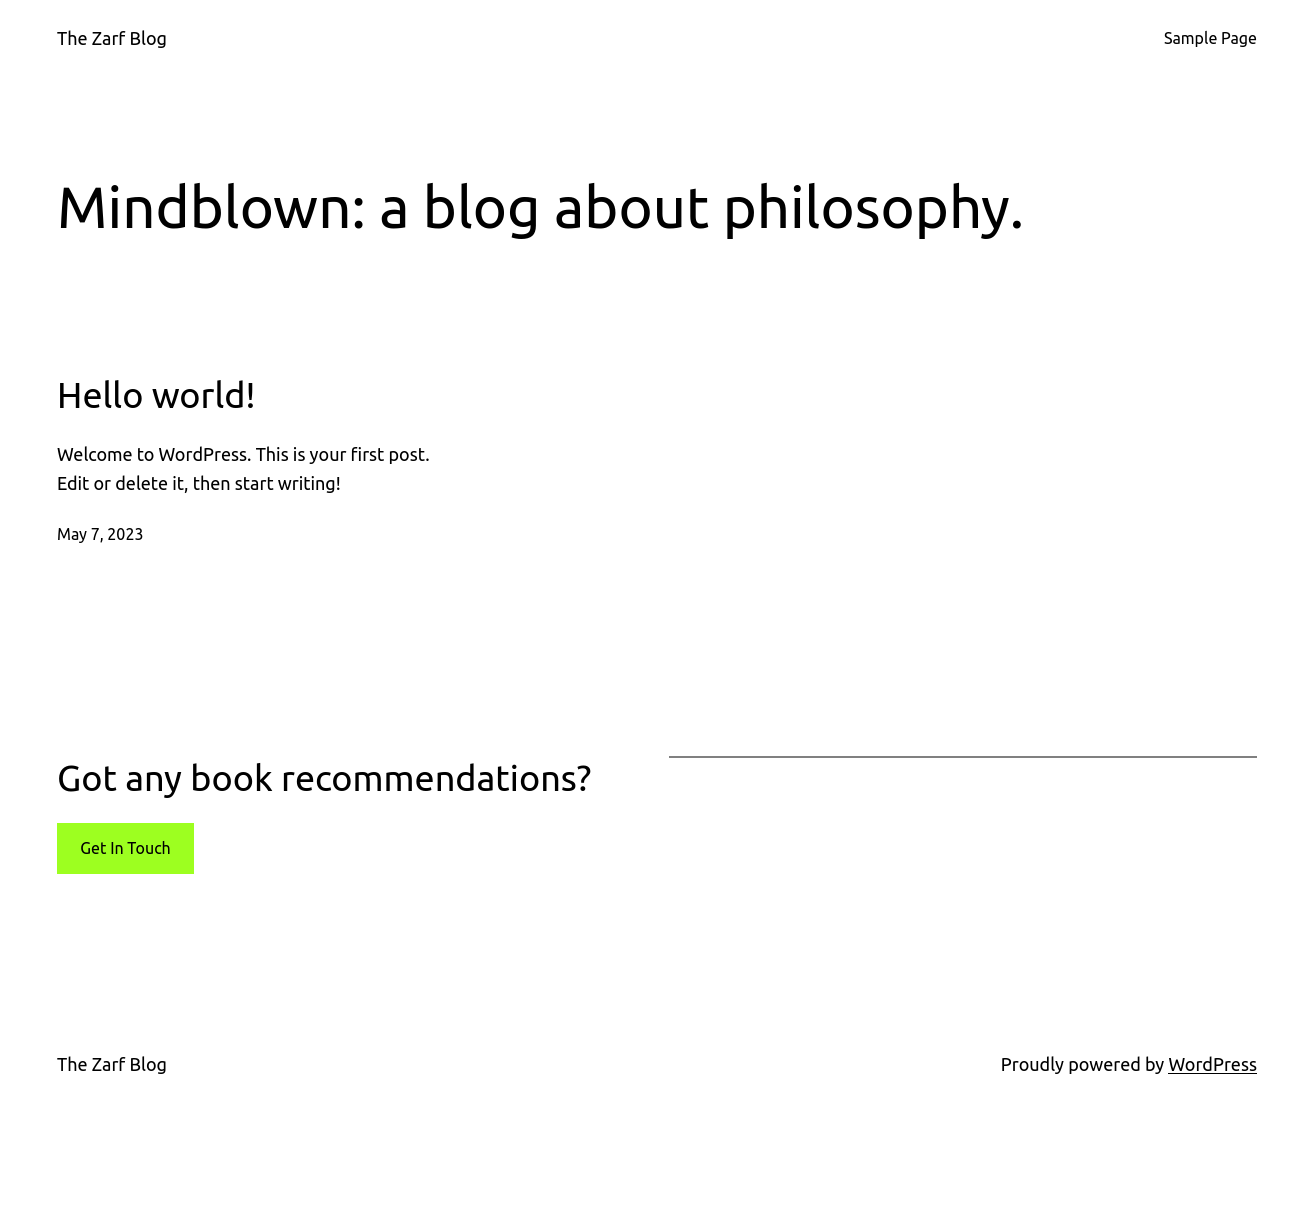 The Zarf Blog
Sample Page
Mindblown: a blog about philosophy.
Hello world!
Welcome to WordPress. This is your first post.
Edit or delete it, then start writing!
May 7, 2023
Got any book recommendations?
Get In Touch
The Zarf Blog
Proudly powered by WordPress